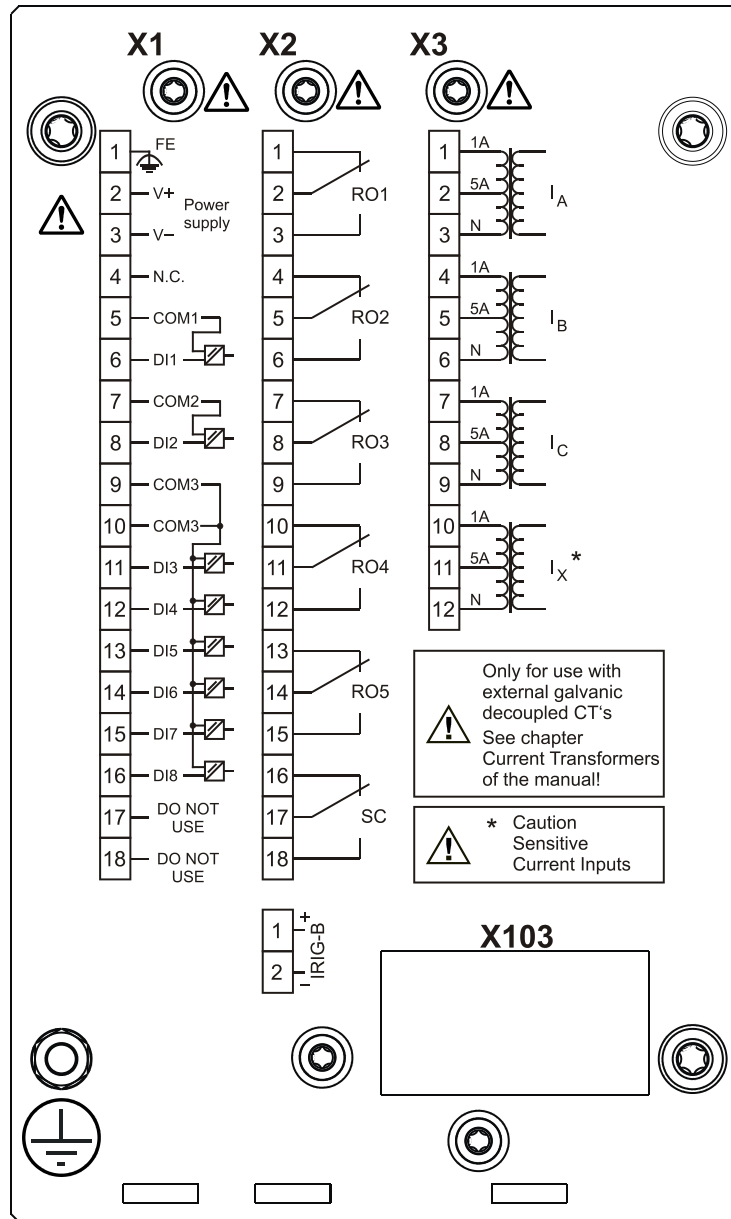 X1 X2 X3
1 FE
2 V+
3 V–
Power
supply
4 N.C.
5 COM1
6 DI1
7 COM2
8 DI2
9 COM3
10 COM3
11 DI3
12 DI4
13 DI5
14 DI6
15 DI7
16 DI8
17 DO NOT
USE
18 DO NOT
USE
1
2 RO1
3
4
5 RO2
6
7
8 RO3
9
10
11 RO4
12
13
14 RO5
15
16
17 SC
18
1 +
2 –
IRIG-B
1 1A
2 5A IA
3 N
4 1A
5 5A IB
6 N
7 1A
8 5A IC
9 N
10 1A
11 5A IX*
12 N
Only for use with
external galvanic
decoupled CT‘s
See chapter
Current Transformers
of the manual!
* Caution
Sensitive
Current Inputs
X103